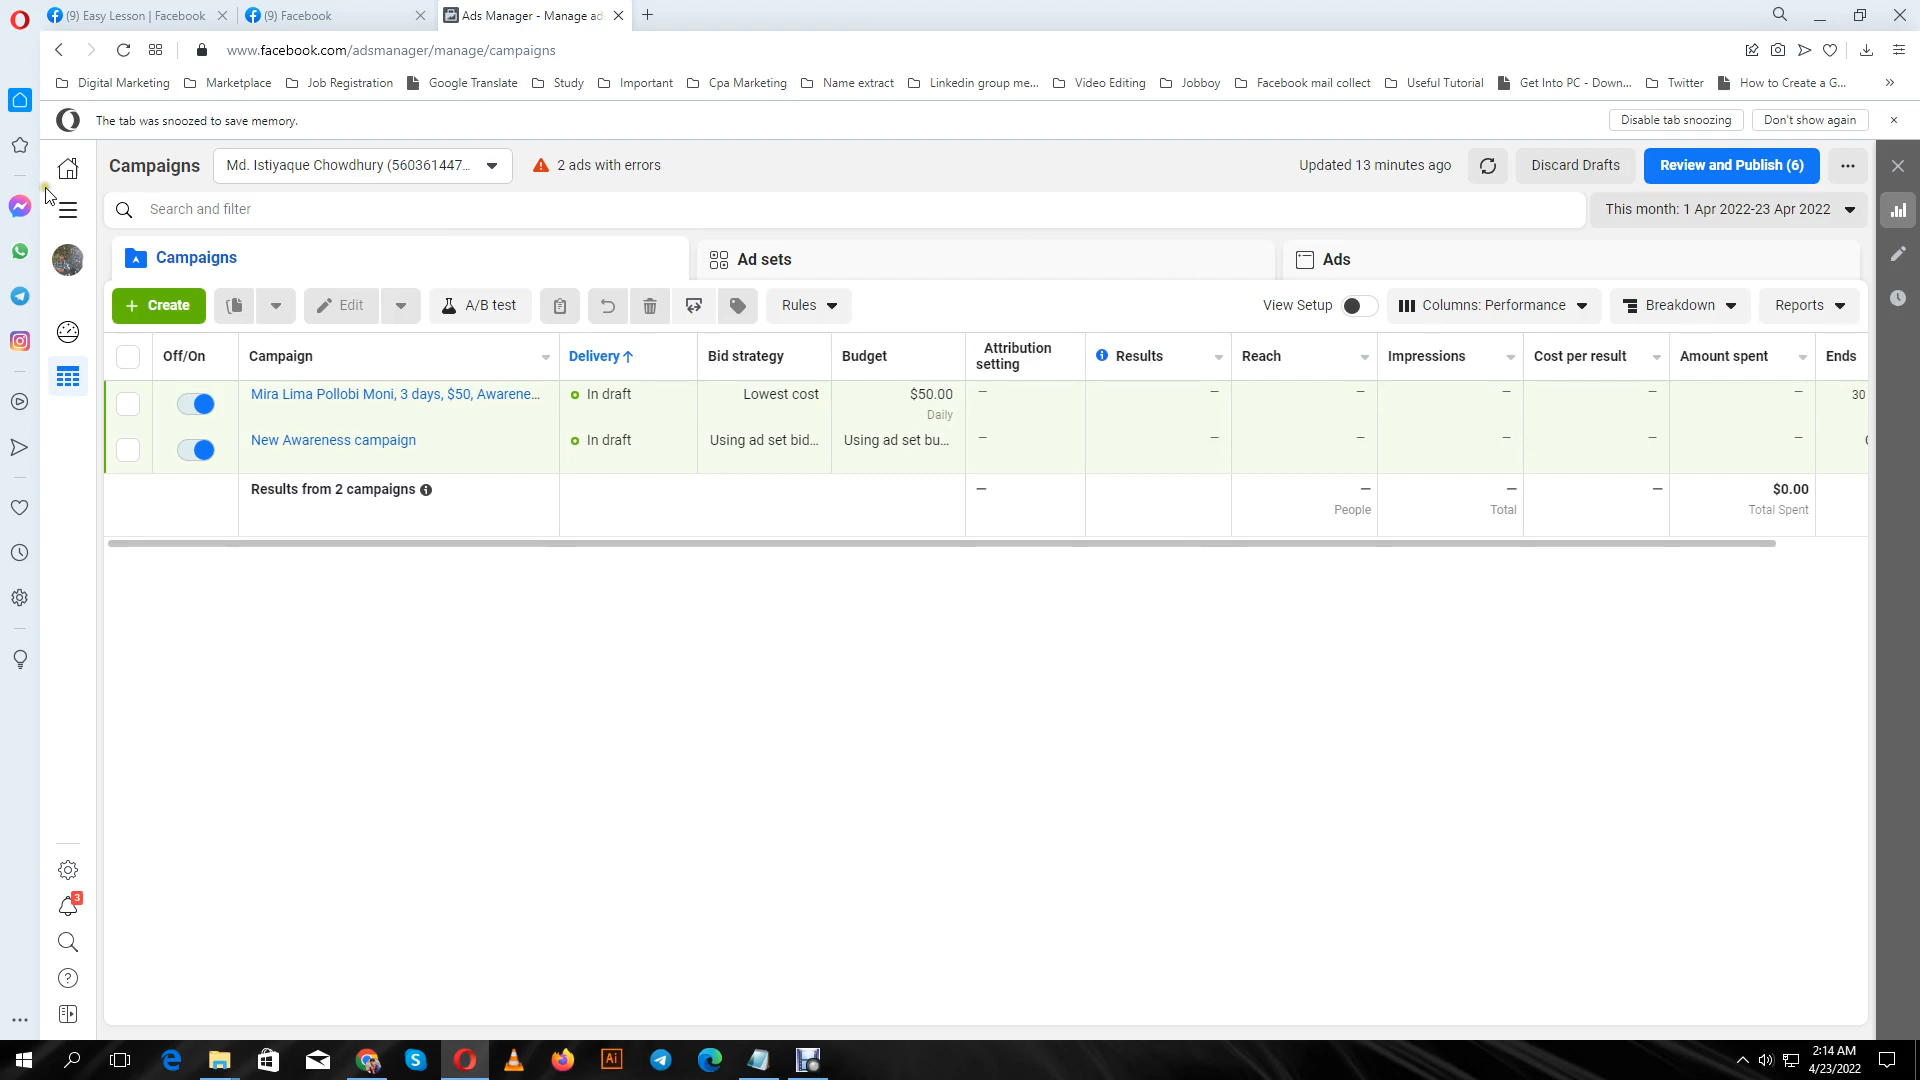 (9) Easy Lesson | Facebook
(9) Facebook
Ads Manager - Manage ad
www.facebook.com/adsmanager/manage/campaigns
Digital Marketing
Marketplace
Job Registration
Google Translate
Study
Important
Cpa Marketing
Name extract
Linkedin group me...
Video Editing
Jobboy
Facebook mail collect
Useful Tutorial
Get Into PC - Down...
Twitter
How to Create a G...
The tab was snoozed to save memory.
Disable tab snoozing
Don't show again
Campaigns
Md. Istiyaque Chowdhury (560361447...
2 ads with errors
Updated 13 minutes ago
Discard Drafts
Review and Publish (6)
Search and filter
This month: 1 Apr 2022-23 Apr 2022
Campaigns
Ad sets
Ads
+ Create
Edit
A/B test
Rules
View Setup
Columns: Performance
Breakdown
Reports
Off/On
Campaign
Delivery ↑
Bid strategy
Budget
Attribution
setting
Results
Reach
Impressions
Cost per result
Amount spent
Ends
Mira Lima Pollobi Moni, 3 days, $50, Awarene...
In draft
Lowest cost
$50.00
Daily
—
—
—
—
—
—
30
New Awareness campaign
In draft
Using ad set bid...
Using ad set bu...
—
—
—
—
—
—
Results from 2 campaigns
—
—
People
—
Total
—
$0.00
Total Spent
3
Ai
2:14 AM
4/23/2022